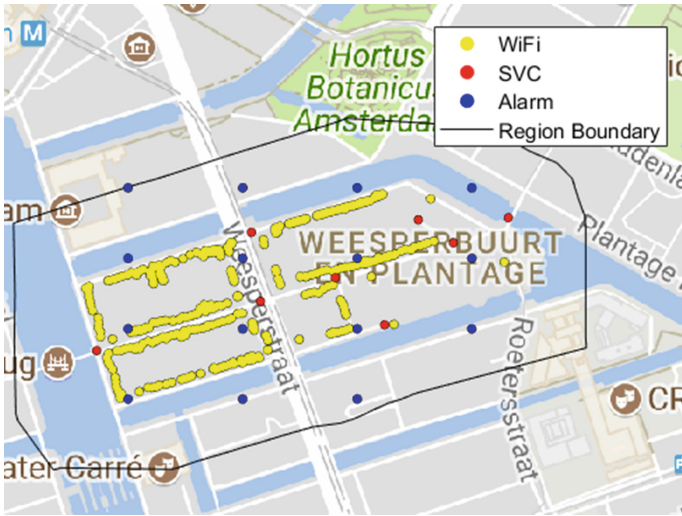 M
Hortus
Botanicu
Amsterda
WiFi
SVC
Alarm
Region Boundary
am
Plantage
WEESPERBUURT
EN PLANTAGE
Weesperstraat
Roetersstraat
ug
CR
ater Carré
P